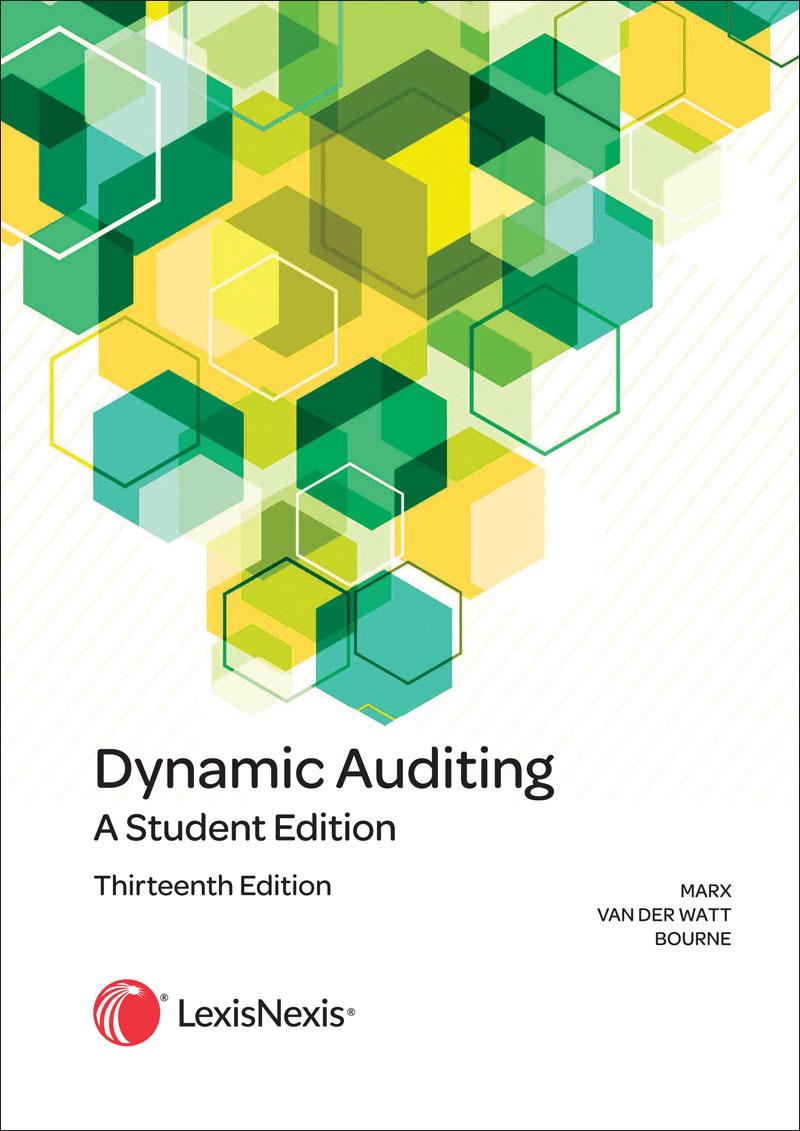 Dynamic Auditing
A Student Edition
Thirteenth Edition
MARX
VAN DER WATT
BOURNE
® LexisNexis®